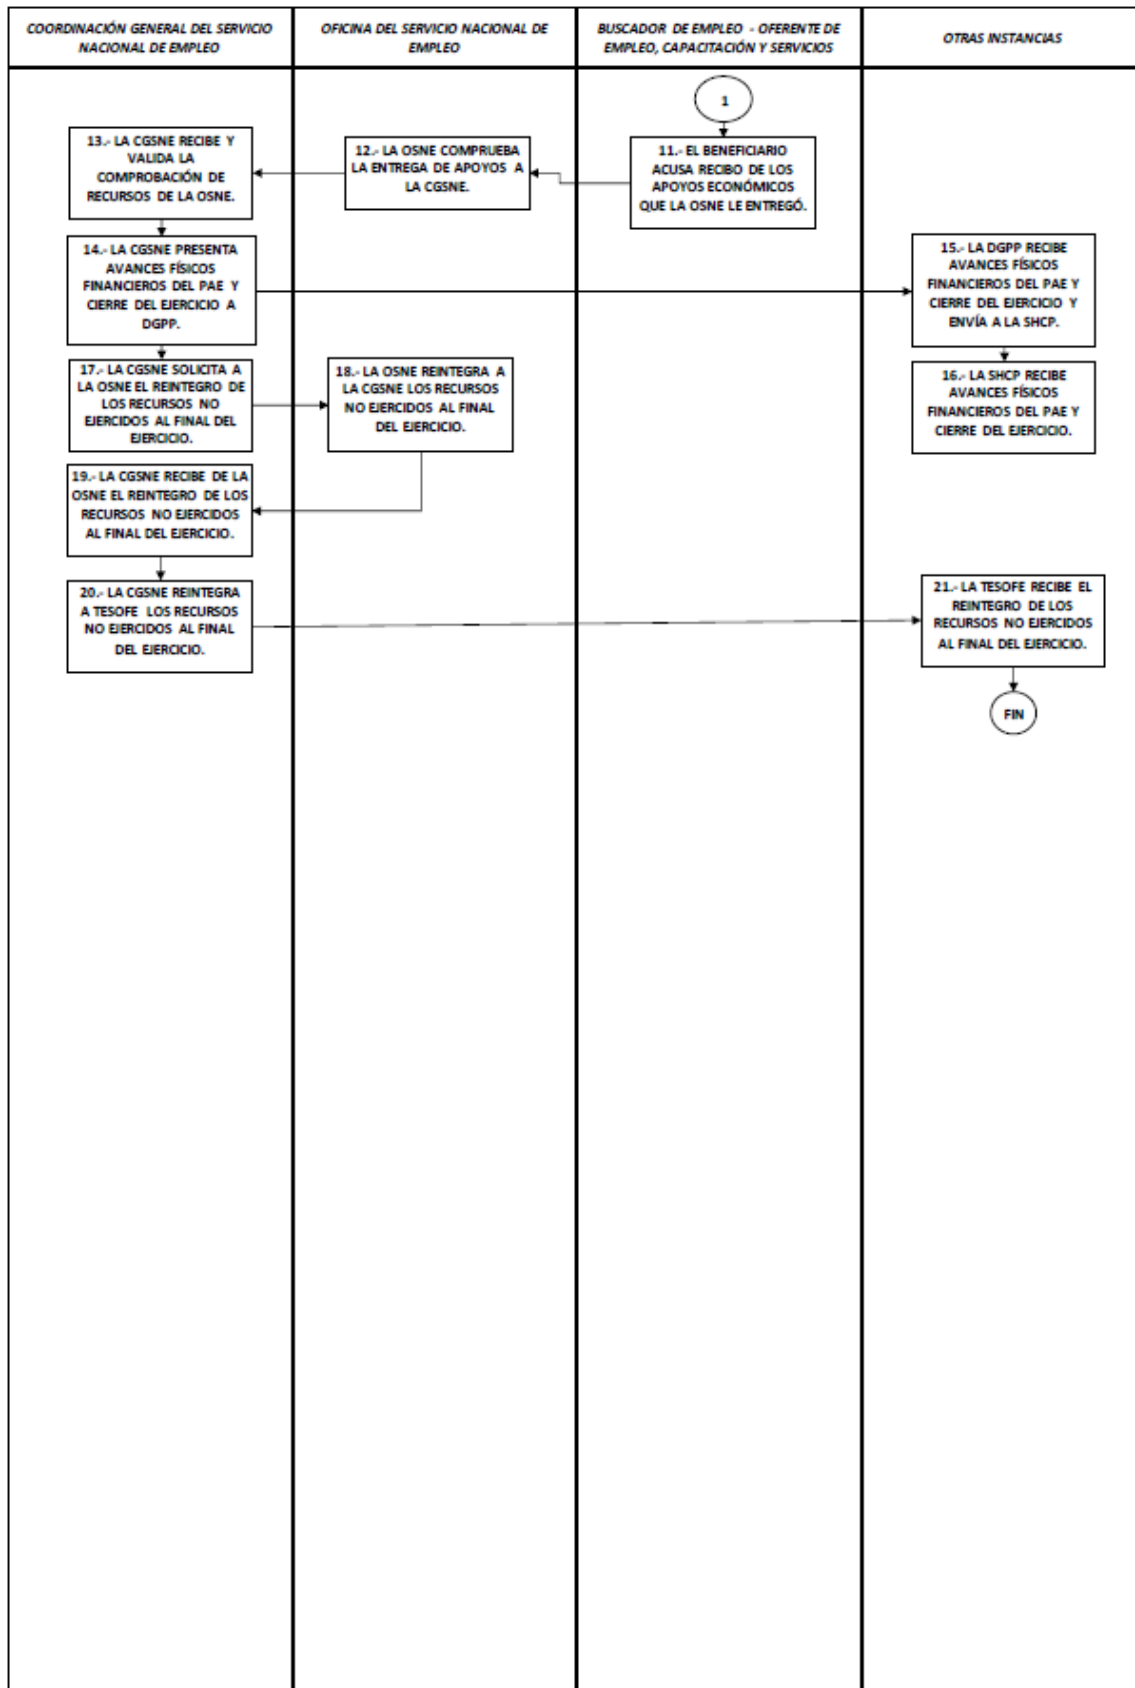 COORDINACIÓN GENERAL DEL SERVICIO
NACIONAL DE EMPLEO
OFICINA DEL SERVICIO NACIONAL DE
EMPLEO
BUSCADOR DE EMPLEO - OFERENTE DE
EMPLEO, CAPACITACIÓN Y SERVICIOS
OTRAS INSTANCIAS
1
11.- EL BENEFICIARIO
ACUSA RECIBO DE LOS
APOYOS ECONÓMICOS
QUE LA OSNE LE ENTREGÓ.
12.- LA OSNE COMPRUEBA
LA ENTREGA DE APOYOS A
LA CGSNE.
13.- LA CGSNE RECIBE Y
VALIDA LA
COMPROBACIÓN DE
RECURSOS DE LA OSNE.
14.- LA CGSNE PRESENTA
AVANCES FÍSICOS
FINANCIEROS DEL PAE Y
CIERRE DEL EJERCICIO A
DGPP.
15.- LA DGPP RECIBE
AVANCES FÍSICOS
FINANCIEROS DEL PAE Y
CIERRE DEL EJERCICIO Y
ENVÍA A LA SHCP.
16.- LA SHCP RECIBE
AVANCES FÍSICOS
FINANCIEROS DEL PAE Y
CIERRE DEL EJERCICIO.
17.- LA CGSNE SOLICITA A
LA OSNE EL REINTEGRO DE
LOS RECURSOS NO
EJERCIDOS AL FINAL DEL
EJERCICIO.
18.- LA OSNE REINTEGRA A
LA CGSNE LOS RECURSOS
NO EJERCIDOS AL FINAL
DEL EJERCICIO.
19.- LA CGSNE RECIBE DE LA
OSNE EL REINTEGRO DE LOS
RECURSOS NO EJERCIDOS
AL FINAL DEL EJERCICIO.
20.- LA CGSNE REINTEGRA
A TESOFE LOS RECURSOS
NO EJERCIDOS AL FINAL
DEL EJERCICIO.
21.- LA TESOFE RECIBE EL
REINTEGRO DE LOS
RECURSOS NO EJERCIDOS
AL FINAL DEL EJERCICIO.
FIN